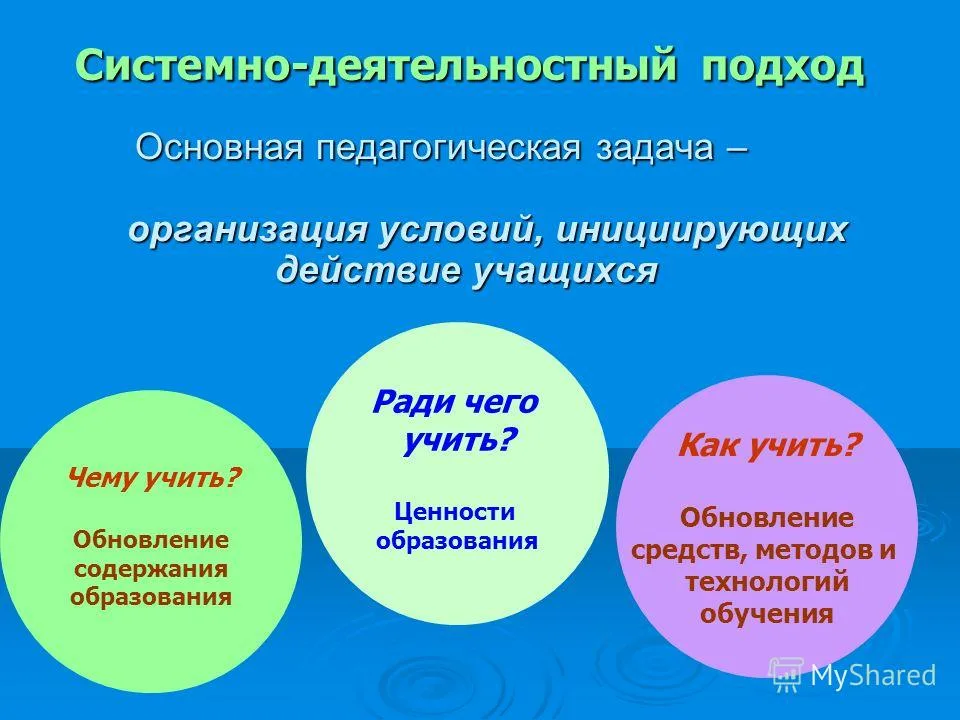 Системно-деятельностный подход
Основная педагогическая задача –
организация условий, инициирующих
действие учащихся
Чему учить?
Обновление
содержания
образования
Ради чего
учить?
Ценности
образования
Как учить?
Обновление
средств, методов и
технологий
обучения
MyShared